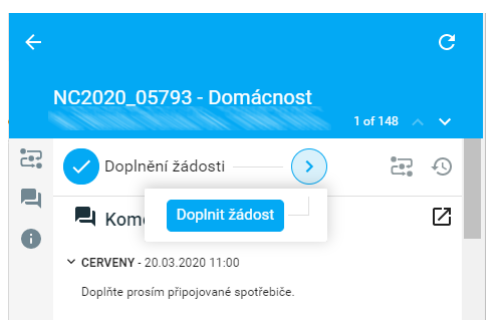 NC2020_05793 - Domácnost
1 of 148
Doplnění žádosti
Kom
Doplnit žádost
CERVENY - 20.03.2020 11:00
Doplňte prosím připojované spotřebiče.